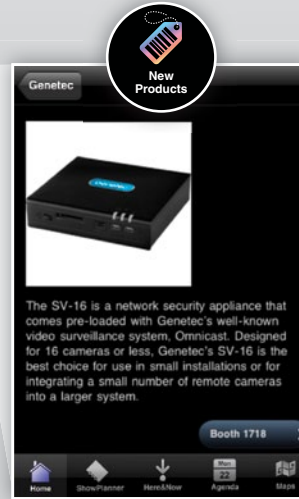 New
Products
Genetec
Genetec
The SV-16 is a network security appliance that
comes pre-loaded with Genetec's well-known
video surveillance system, Omnicast. Designed
for 16 cameras or less, Genetec's SV-16 is the
best choice for use in small installations or for
integrating a small number of remote cameras
into a larger system.
Booth 1718
Mon
22
Home ShowPlanner Here&Now Agenda Maps